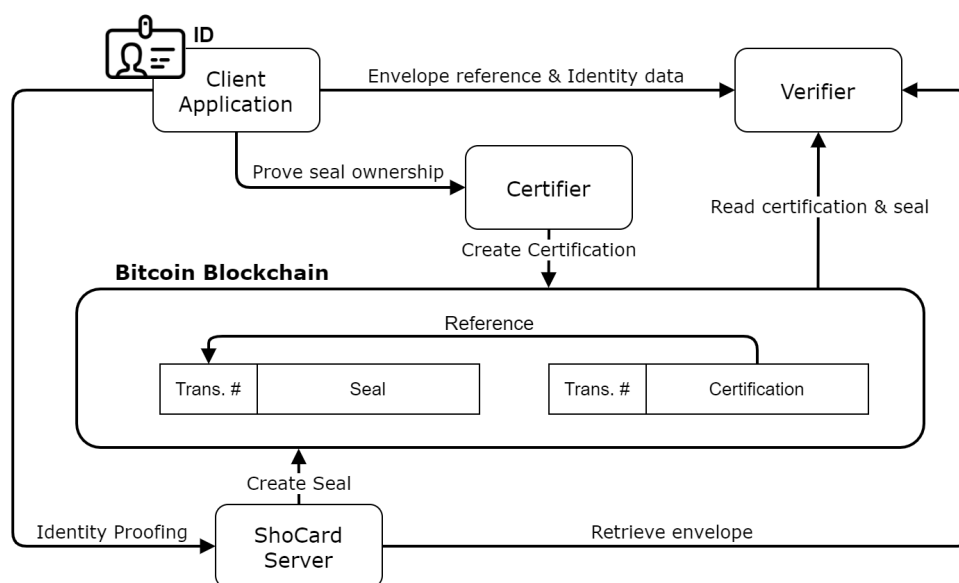 ID
Client
Application
Envelope reference & Identity data
Verifier
Prove seal ownership
Certifier
Read certification & seal
Create Certification
Bitcoin Blockchain
Reference
Trans. #
Seal
Trans. #
Certification
Create Seal
Identity Proofing
ShoCard
Server
Retrieve envelope